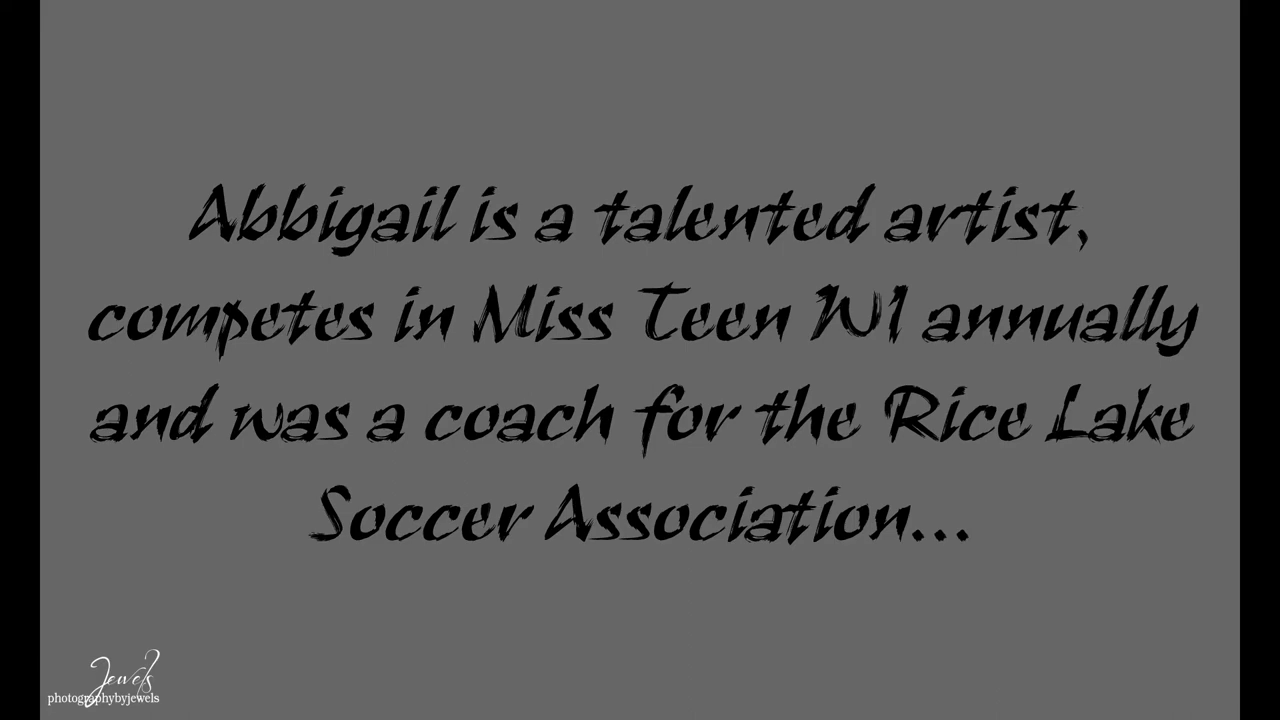 Abbigail is a talented artist,
competes in Miss Teen WI annually
and was a coach for the Rice Lake
Soccer Association...
Jewels
photographybyjewels